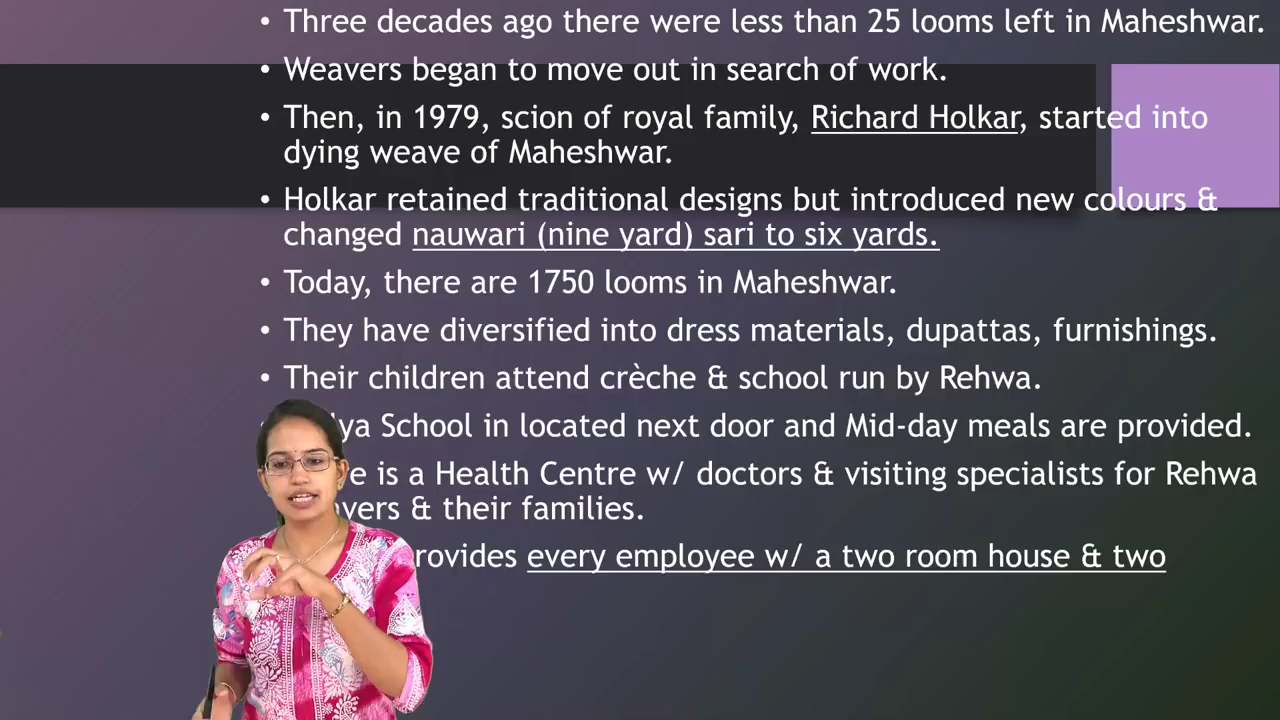 • Three decades ago there were less than 25 looms left in Maheshwar.
• Weavers began to move out in search of work.
• Then, in 1979, scion of royal family, Richard Holkar, started into
dying weave of Maheshwar.
• Holkar retained traditional designs but introduced new colours &
changed nauwari (nine yard) sari to six yards.
• Today, there are 1750 looms in Maheshwar.
• They have diversified into dress materials, dupattas, furnishings.
• Their children attend crèche & school run by Rehwa.
School in located next door and Mid-day meals are provided.
is a Health Centre w/ doctors & visiting specialists for Rehwa
& their families.
every employee w/ a two room house & two